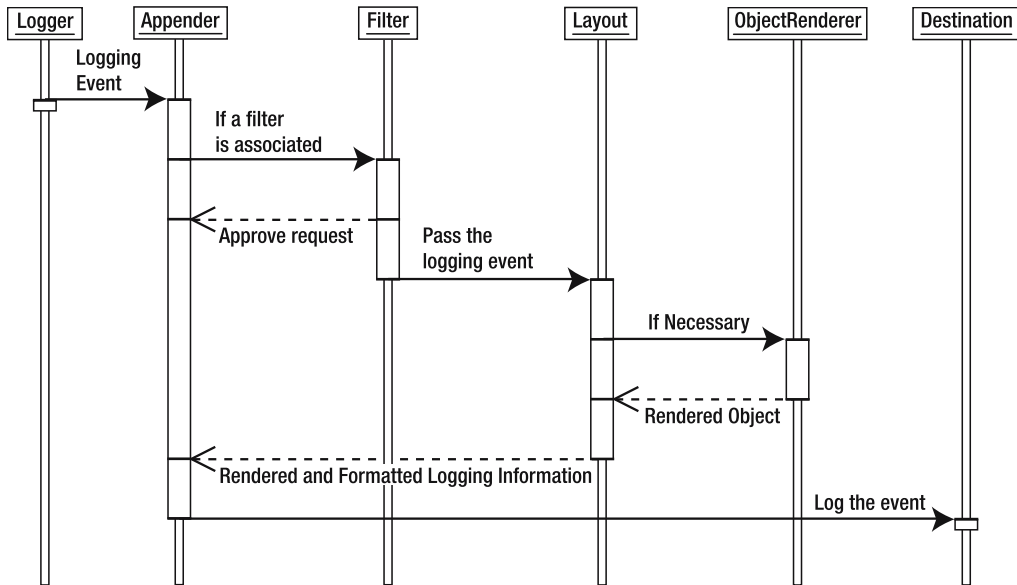 Logger
Appender
Filter
Layout
ObjectRenderer
Destination
Logging
Event
If a filter
is associated
Approve request
Pass the
logging event
If Necessary
Rendered Object
Rendered and Formatted Logging Information
Log the event